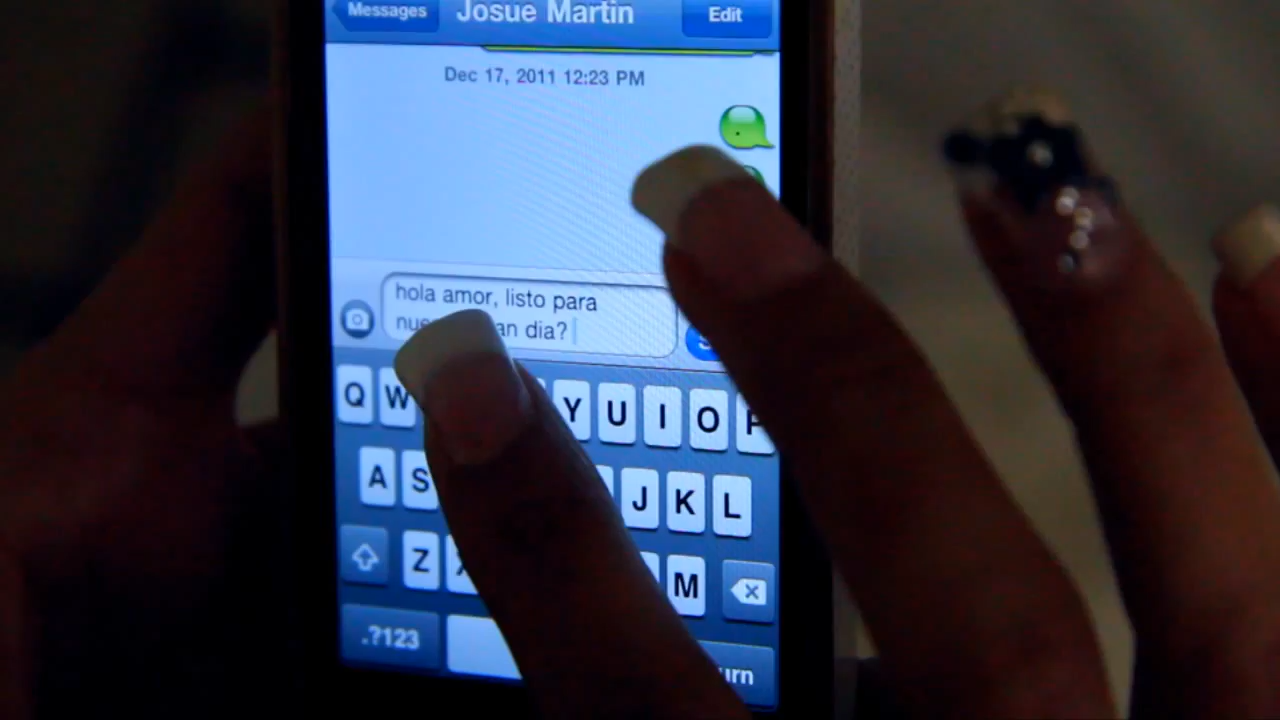 Messages Josue Martin Edit
Dec 17, 2011 12:23 PM
hola amor, listo para
dia?
Q W Y U I O P
A S J K L
Z M
.?123